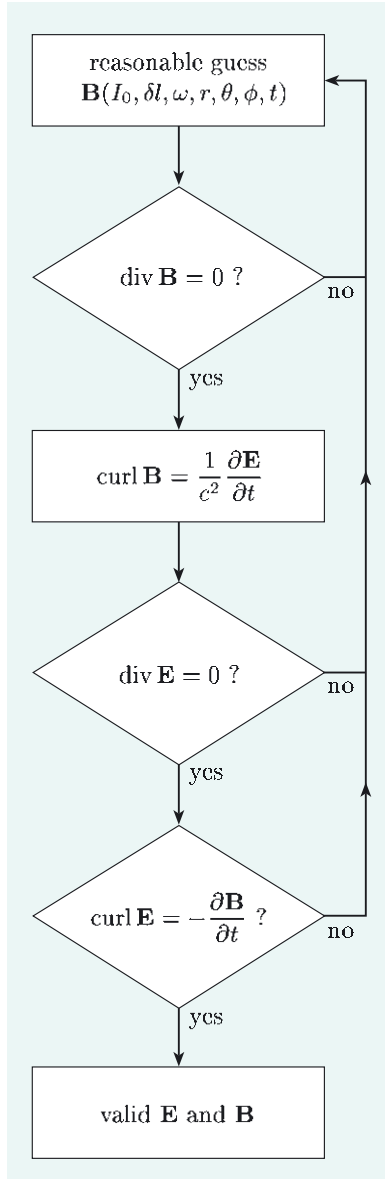 reasonable guess
B(I₀, δl, ω, r, θ, ϕ, t)
div B = 0 ?
no
yes
curl B = 1/c² ∂E/∂t
div E = 0 ?
no
yes
curl E = −∂B/∂t ?
no
yes
valid E and B